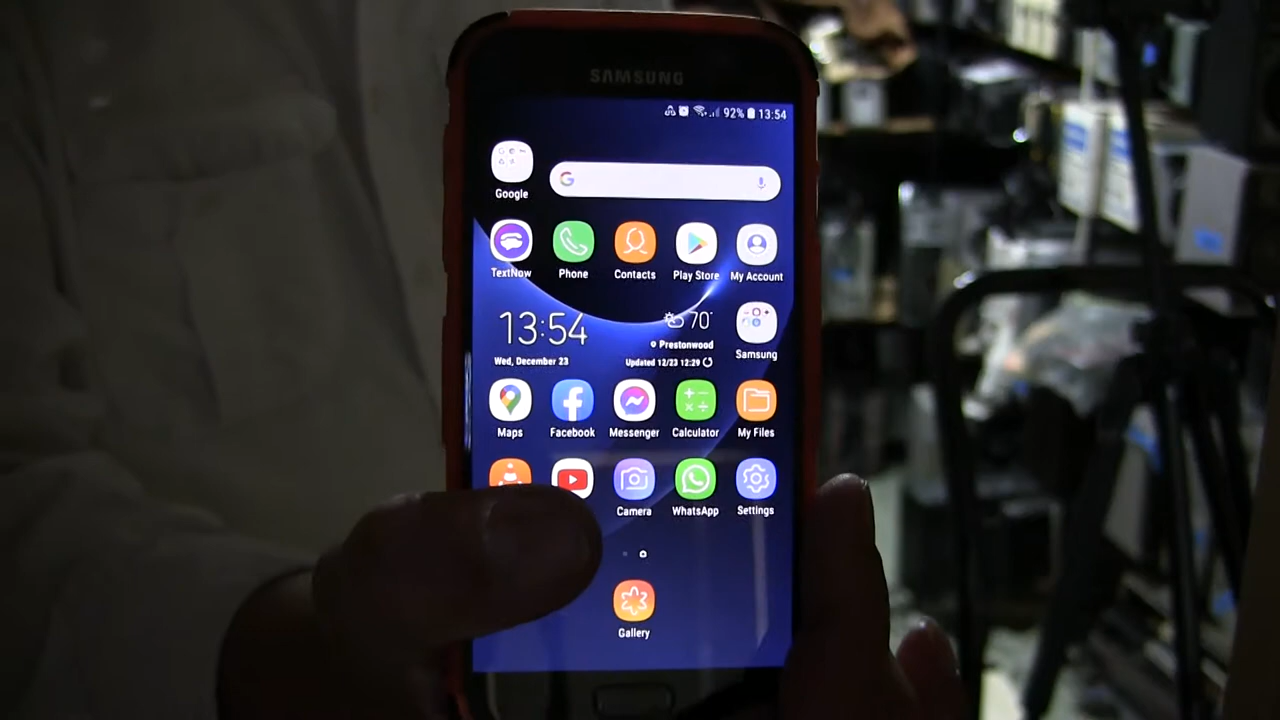 SAMSUNG
92% 13:54
Google
TextNow Phone Contacts Play Store My Account
13:54
70°
Prestonwood
Wed, December 23
Updated 12/23 12:29
Samsung
Maps Facebook Messenger Calculator My Files
Camera WhatsApp Settings
Gallery